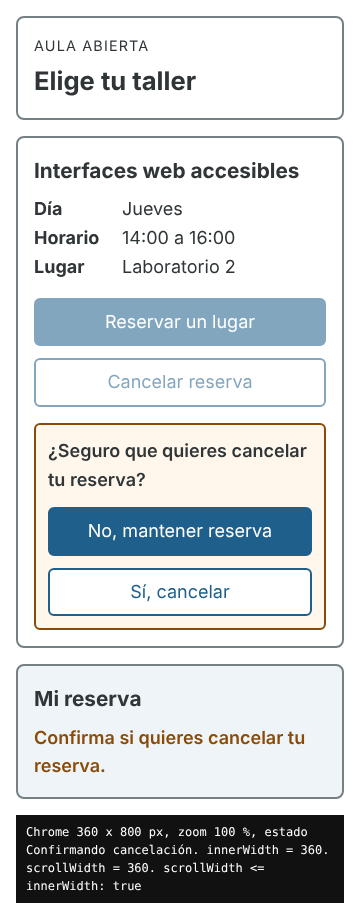 AULA ABIERTA
Elige tu taller
Interfaces web accesibles
Día Jueves
Horario 14:00 a 16:00
Lugar Laboratorio 2
Reservar un lugar
Cancelar reserva
¿Seguro que quieres cancelar
tu reserva?
No, mantener reserva
Sí, cancelar
Mi reserva
Confirma si quieres cancelar tu
reserva.
Chrome 360 x 800 px, zoom 100 %, estado
Confirmando cancelación. innerWidth = 360.
scrollWidth = 360. scrollWidth <=
innerWidth: true